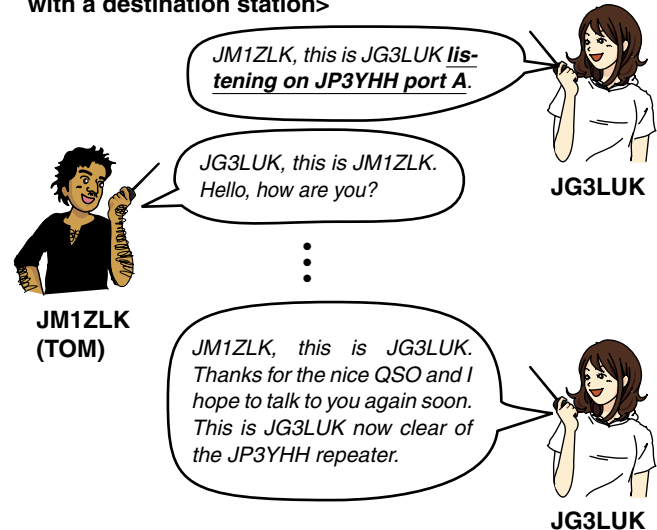 with a destination station>
JM1ZLK, this is JG3LUK lis-
tening on JP3YHH port A.
JG3LUK
JG3LUK, this is JM1ZLK.
Hello, how are you?
JM1ZLK
(TOM)
JM1ZLK, this is JG3LUK.
Thanks for the nice QSO and I
hope to talk to you again soon.
This is JG3LUK now clear of
the JP3YHH repeater.
JG3LUK